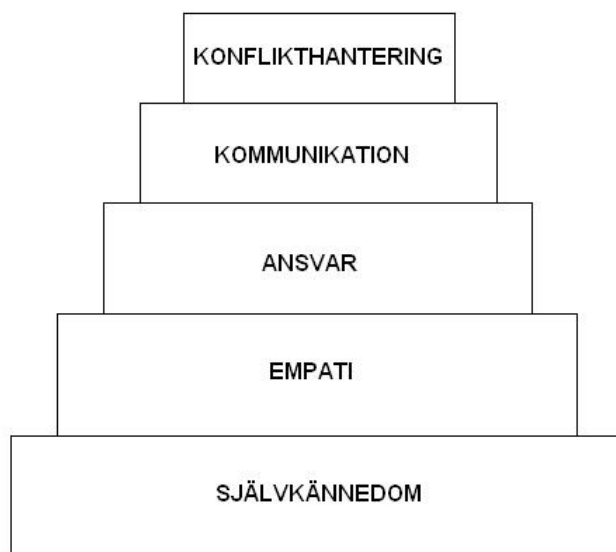 KONFLIKTHANTERING
KOMMUNIKATION
ANSVAR
EMPATI
SJÄLVKÄNNEDOM